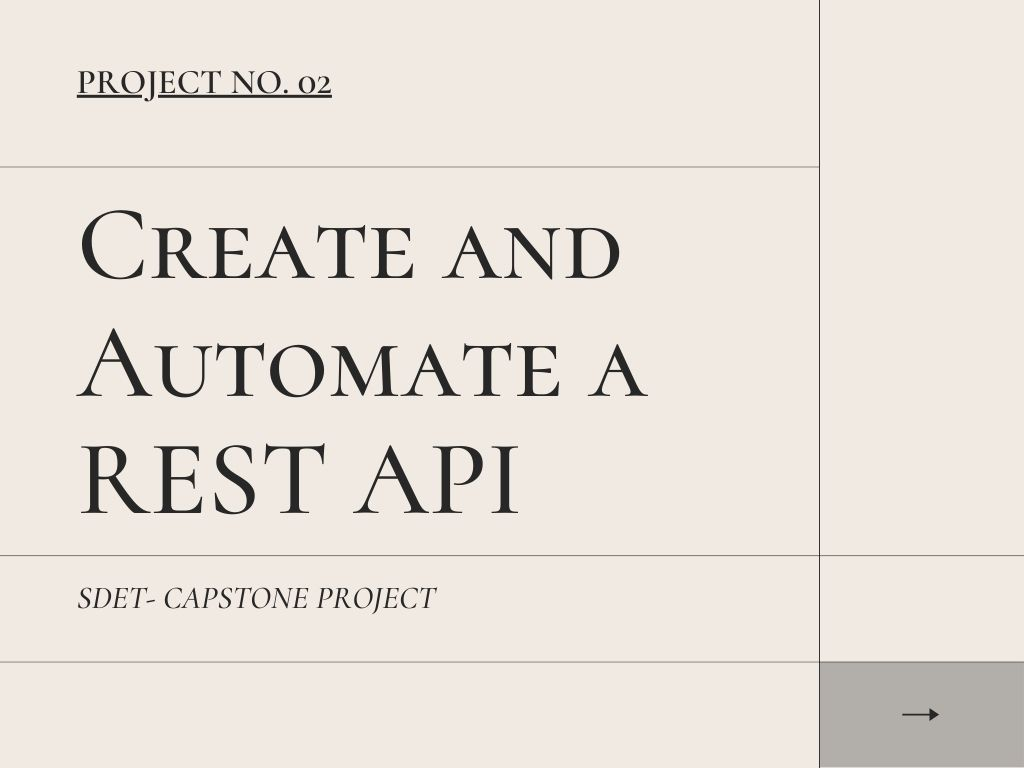 PROJECT NO. 02
Create and
Automate a
REST API
SDET- CAPSTONE PROJECT